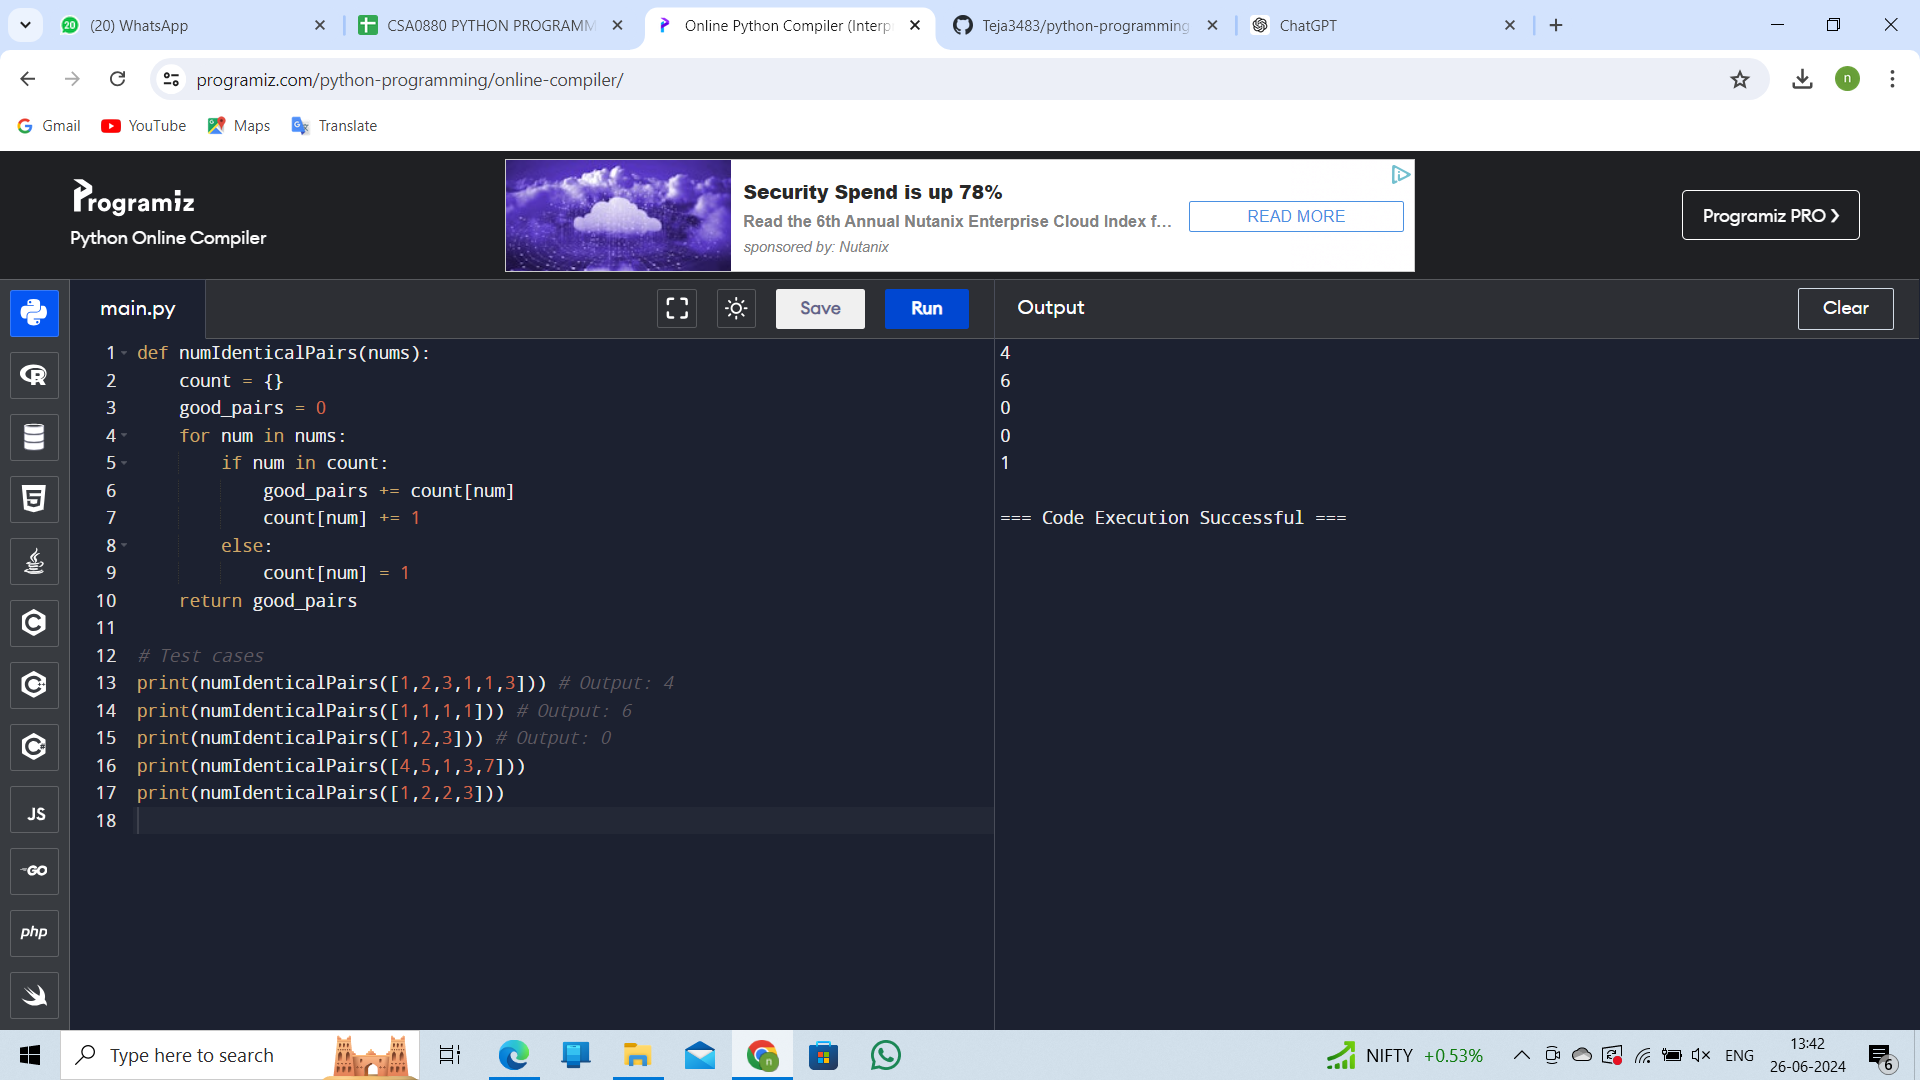 (20) WhatsApp
CSA0880 PYTHON PROGRAMM
Online Python Compiler (Interp
Teja3483/python-programming
ChatGPT
programiz.com/python-programming/online-compiler/
n
Gmail
YouTube
Maps
Translate
Programiz
Python Online Compiler
Security Spend is up 78%
Read the 6th Annual Nutanix Enterprise Cloud Index f...
sponsored by: Nutanix
READ MORE
Programiz PRO
main.py
Save
Run
Output
Clear
1 def numIdenticalPairs(nums):
2 count = {}
3 good_pairs = 0
4 for num in nums:
5 if num in count:
6 good_pairs += count[num]
7 count[num] += 1
8 else:
9 count[num] = 1
10 return good_pairs
11
12 # Test cases
13 print(numIdenticalPairs([1,2,3,1,1,3])) # Output: 4
14 print(numIdenticalPairs([1,1,1,1])) # Output: 6
15 print(numIdenticalPairs([1,2,3])) # Output: 0
16 print(numIdenticalPairs([4,5,1,3,7]))
17 print(numIdenticalPairs([1,2,2,3]))
18
4
6
0
0
1
=== Code Execution Successful ===
JS
GO
php
Type here to search
NIFTY +0.53%
ENG
13:42
26-06-2024
6